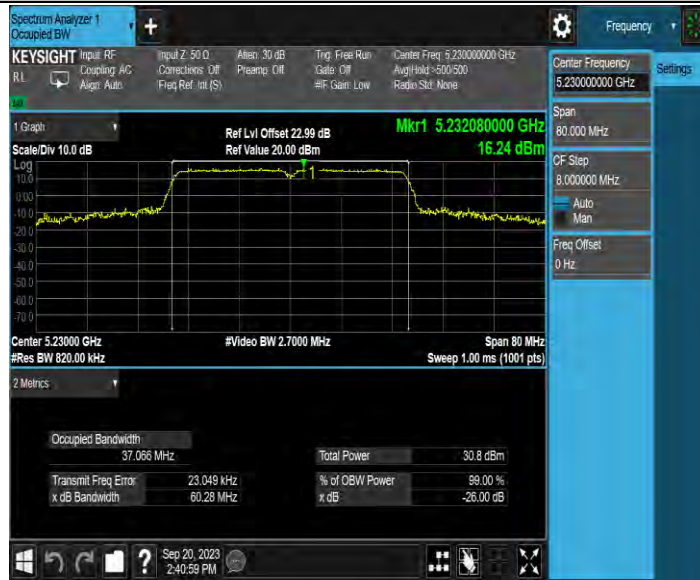 Spectrum Analyzer 1
Occupied BW
Frequency
KEYSIGHT
RL
Input: RF
Coupling: AC
Align: Auto
Input Z: 50 Ω
Corrections: Off
Freq Ref: Int (S)
Atten: 30 dB
Preamp: Off
Trig: Free Run
Gate: Off
#IF Gain: Low
Center Freq: 5.230000000 GHz
Avg|Hold:>500/500
Radio Std: None
Center Frequency
5.230000000 GHz
Settings
Span
80.000 MHz
CF Step
8.000000 MHz
Auto
Man
Freq Offset
0 Hz
1 Graph
Scale/Div 10.0 dB
Ref Lvl Offset 22.99 dB
Ref Value 20.00 dBm
Mkr1 5.232080000 GHz
16.24 dBm
Log
10.0
0.00
-10.0
-20.0
-30.0
-40.0
-50.0
-60.0
-70.0
1
Center 5.23000 GHz
#Res BW 820.00 kHz
#Video BW 2.7000 MHz
Span 80 MHz
Sweep 1.00 ms (1001 pts)
2 Metrics
Occupied Bandwidth
37.066 MHz
Total Power 30.8 dBm
Transmit Freq Error 23.049 kHz
% of OBW Power 99.00 %
x dB Bandwidth 60.28 MHz
x dB -26.00 dB
Sep 20, 2023
2:40:59 PM